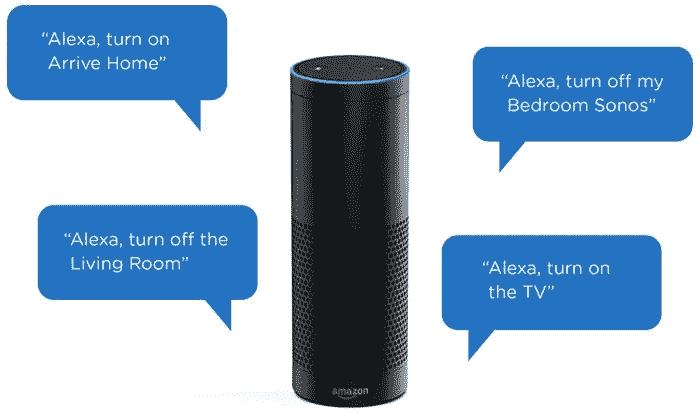 “Alexa, turn on
Arrive Home”
“Alexa, turn off my
Bedroom Sonos”
“Alexa, turn off the
Living Room”
“Alexa, turn on
the TV”
amazon